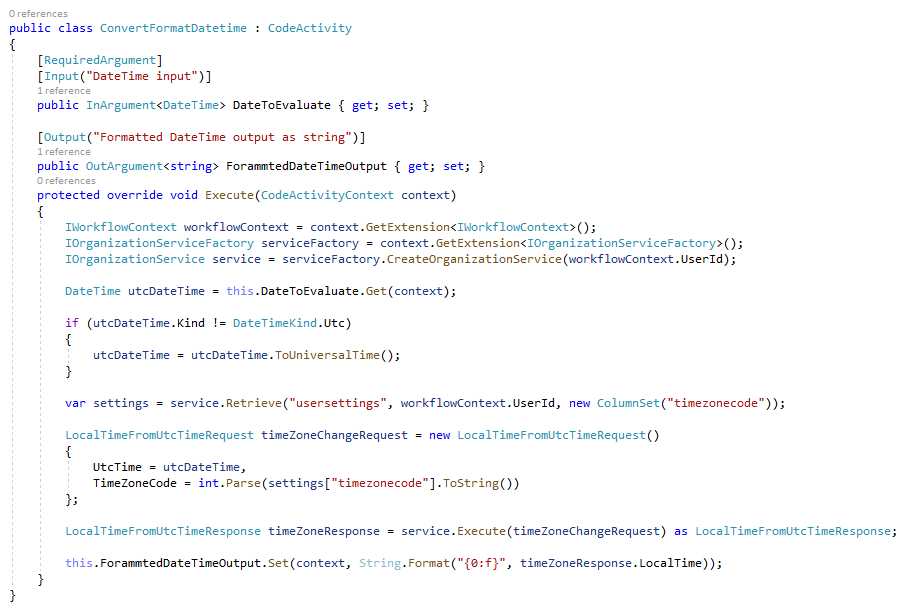 0 references
public class ConvertFormatDatetime : CodeActivity
{
[RequiredArgument]
[Input("DateTime input")]
1 reference
public InArgument<DateTime> DateToEvaluate { get; set; }
[Output("Formatted DateTime output as string")]
1 reference
public OutArgument<string> ForammtedDateTimeOutput { get; set; }
0 references
protected override void Execute(CodeActivityContext context)
{
IWorkflowContext workflowContext = context.GetExtension<IWorkflowContext>();
IOrganizationServiceFactory serviceFactory = context.GetExtension<IOrganizationServiceFactory>();
IOrganizationService service = serviceFactory.CreateOrganizationService(workflowContext.UserId);
DateTime utcDateTime = this.DateToEvaluate.Get(context);
if (utcDateTime.Kind != DateTimeKind.Utc)
{
utcDateTime = utcDateTime.ToUniversalTime();
}
var settings = service.Retrieve("usersettings", workflowContext.UserId, new ColumnSet("timezonecode"));
LocalTimeFromUtcTimeRequest timeZoneChangeRequest = new LocalTimeFromUtcTimeRequest()
{
UtcTime = utcDateTime,
TimeZoneCode = int.Parse(settings["timezonecode"].ToString())
};
LocalTimeFromUtcTimeResponse timeZoneResponse = service.Execute(timeZoneChangeRequest) as LocalTimeFromUtcTimeResponse;
this.ForammtedDateTimeOutput.Set(context, String.Format("{0:f}", timeZoneResponse.LocalTime));
}
}